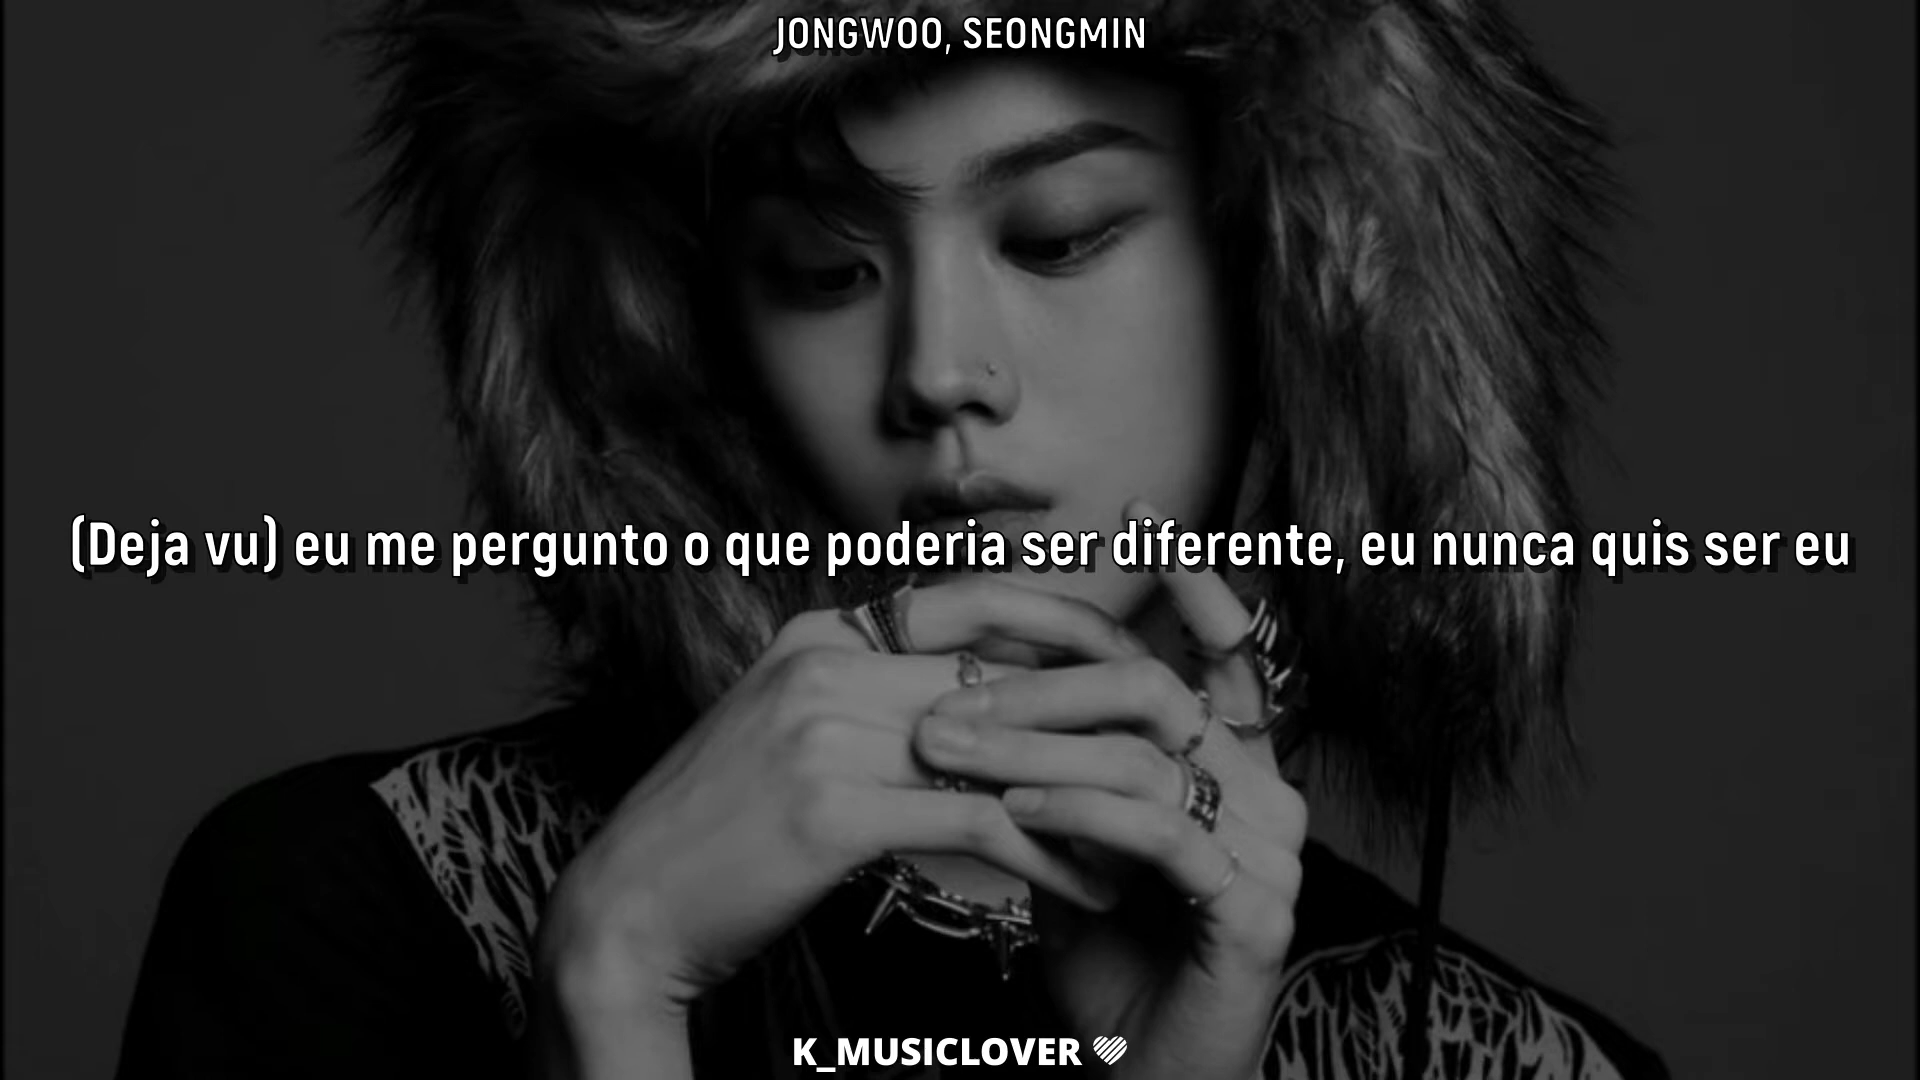 JONGWOO, SEONGMIN
(Deja vu) eu me pergunto o que poderia ser diferente, eu nunca quis ser eu
K_MUSICLOVER